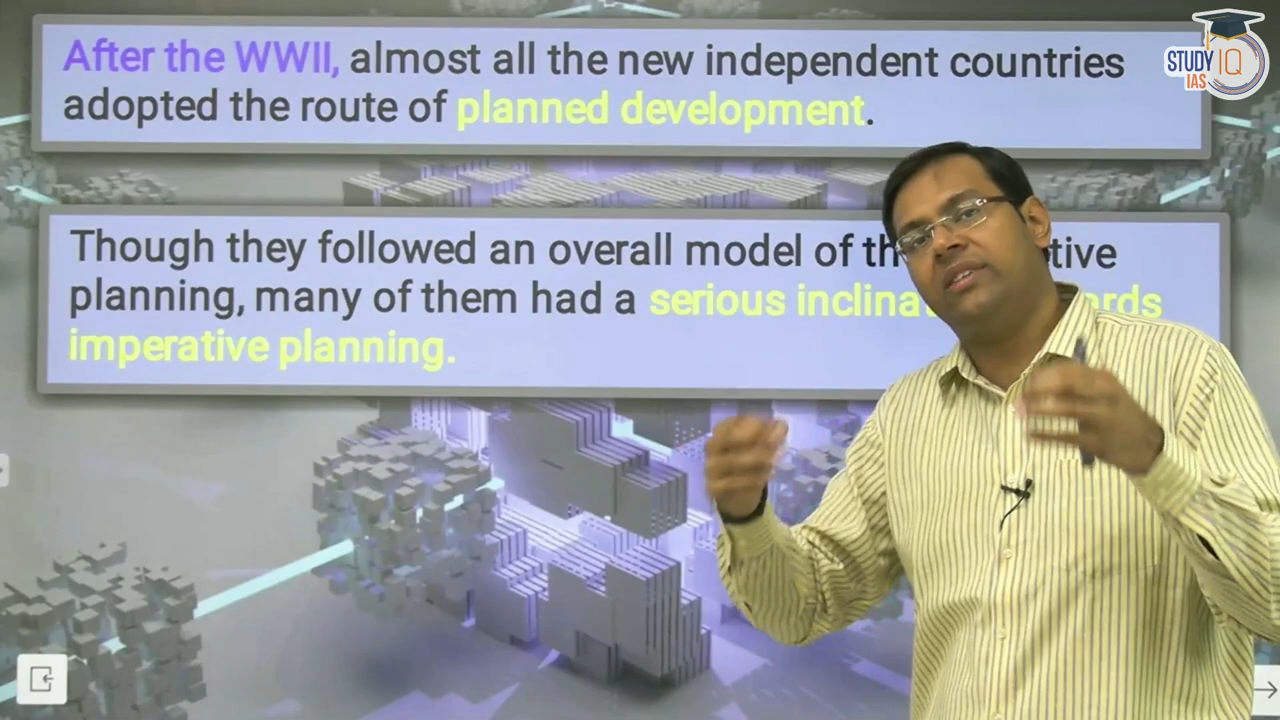 After the WWII, almost all the new independent countries
adopted the route of planned development.
Though they followed an overall model of
planning, many of them had a serious
imperative planning.
STUDY IQ
IAS